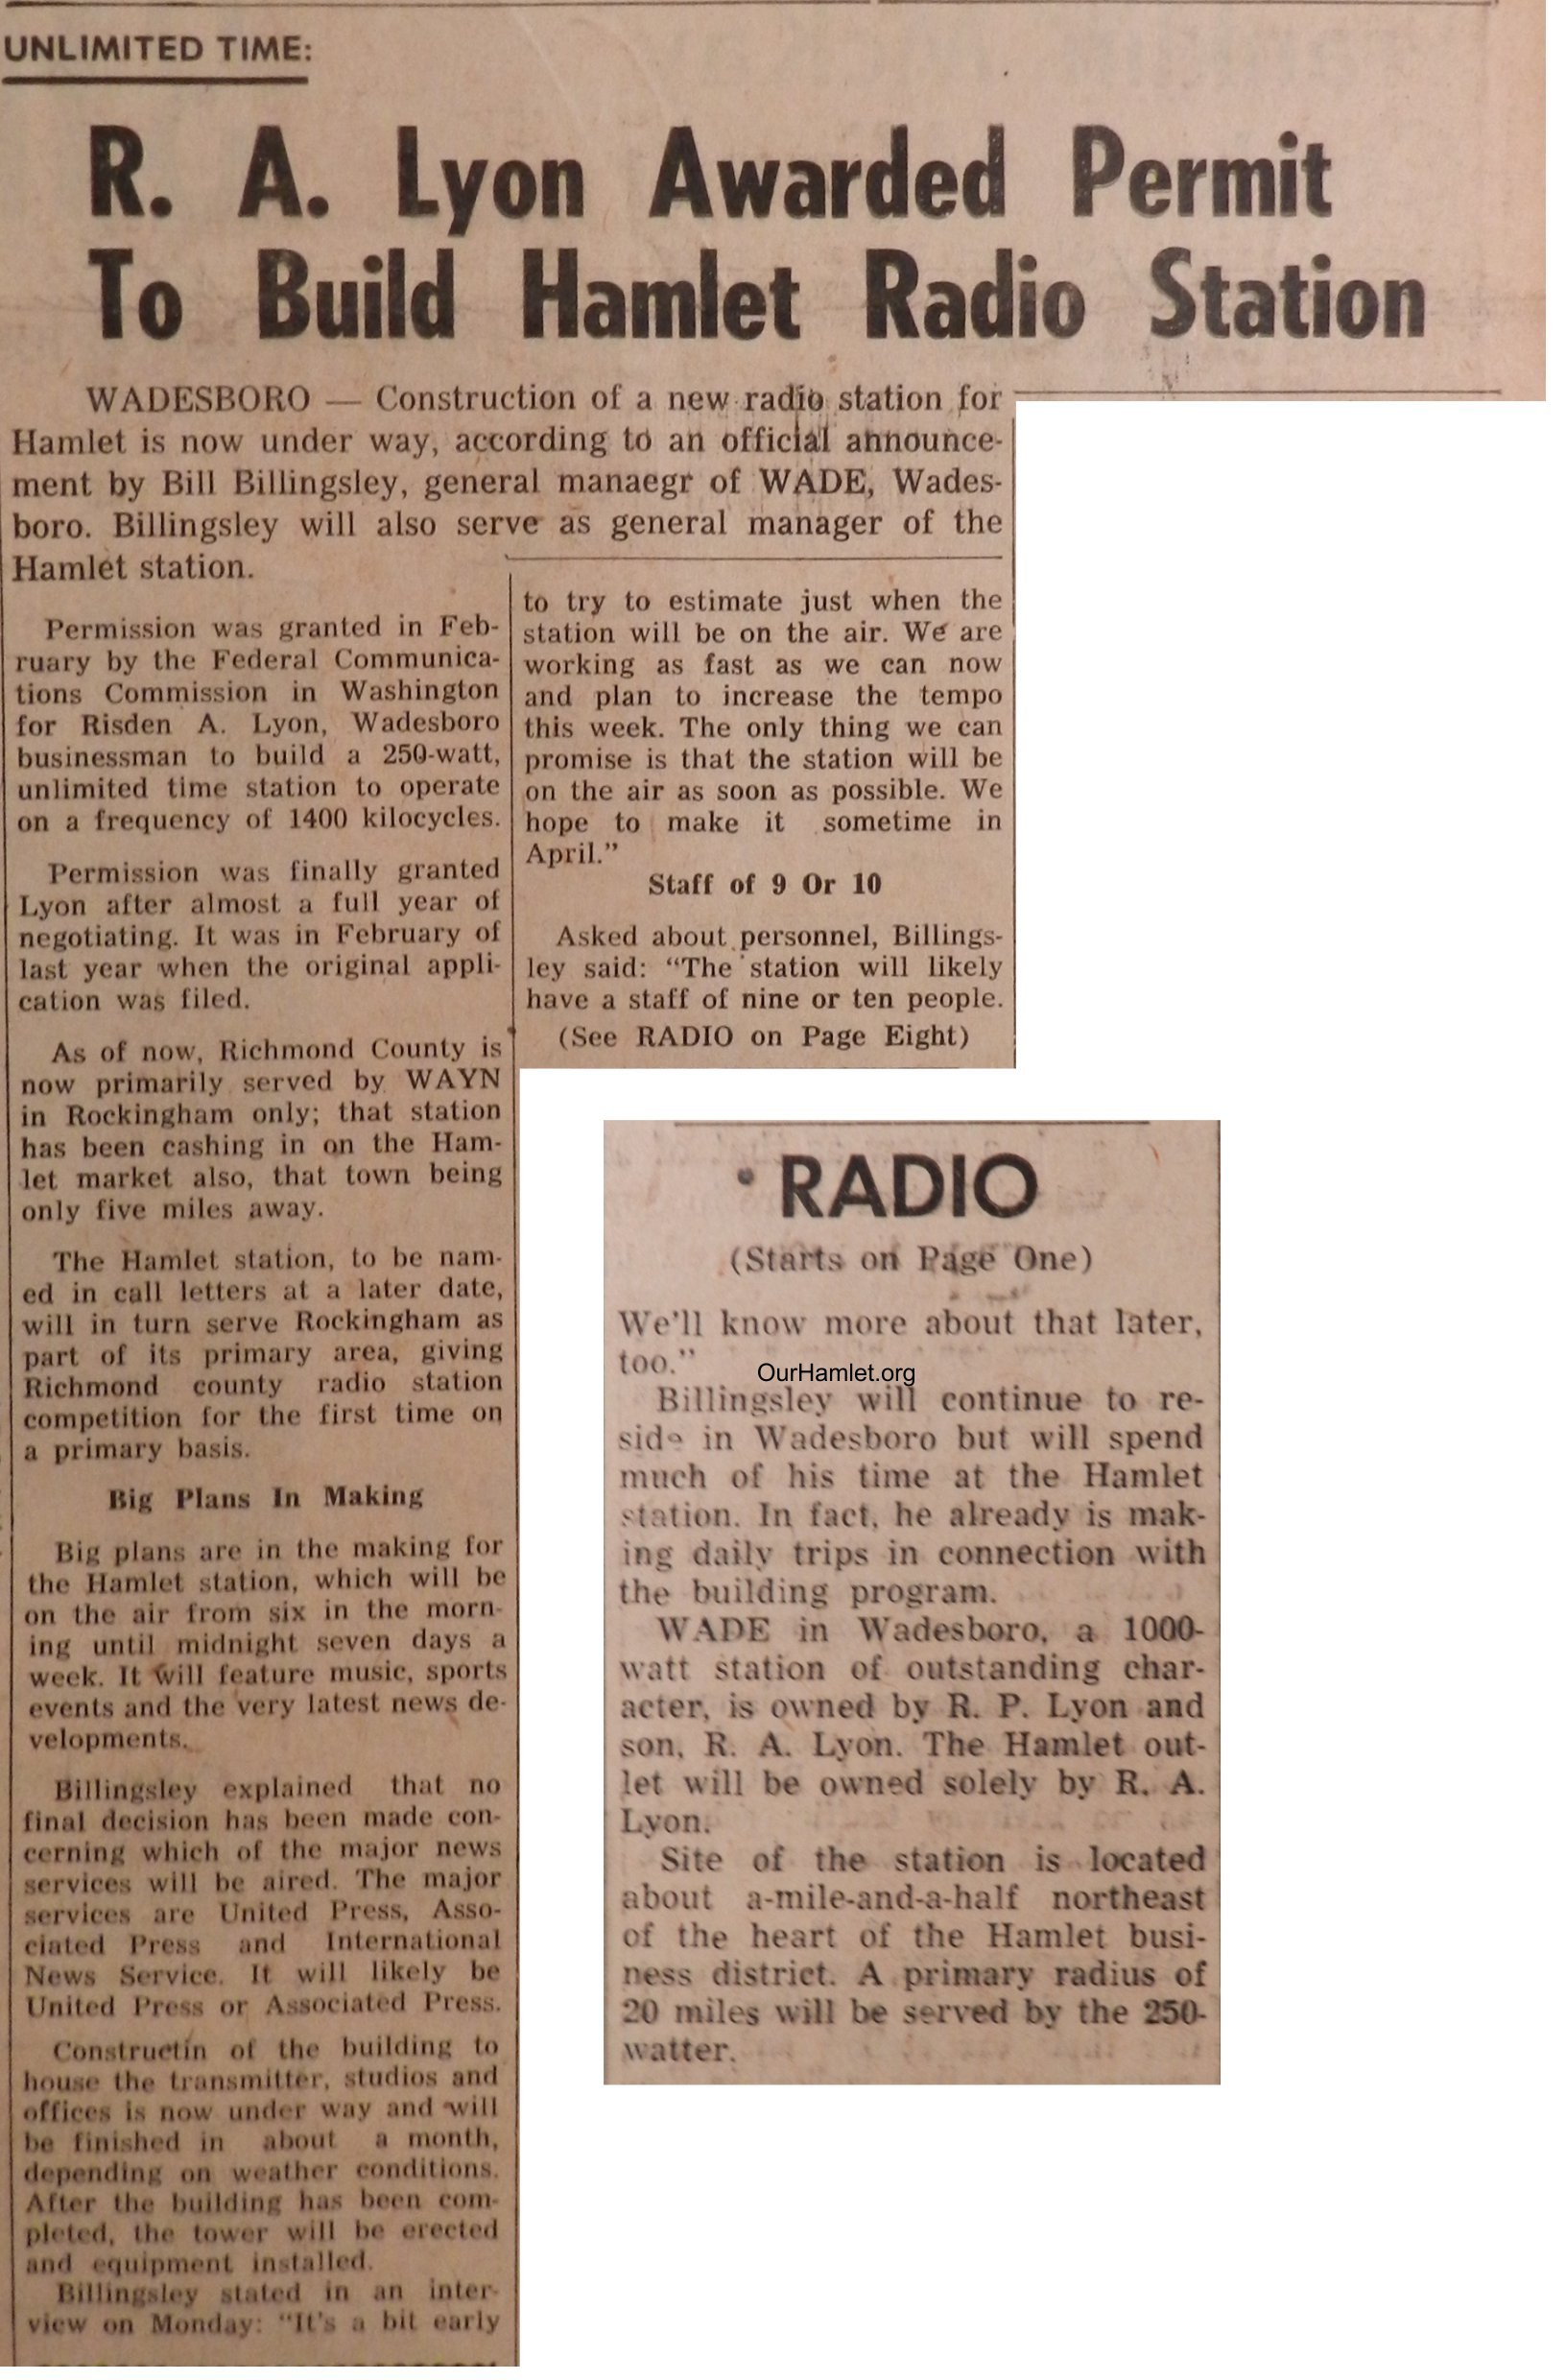 UNLIMITED TIME:
R. A. Lyon Awarded Permit
To Build Hamlet Radio Station
WADESBORO — Construction of a new radio station for
Hamlet is now under way, according to an official announce-
ment by Bill Billingsley, general manaegr of WADE, Wades-
boro. Billingsley will also serve as general manager of the
Hamlet station.
Permission was granted in Feb-
ruary by the Federal Communica-
tions Commission in Washington
for Risden A. Lyon, Wadesboro
businessman to build a 250-watt,
unlimited time station to operate
on a frequency of 1400 kilocycles.
Permission was finally granted
Lyon after almost a full year of
negotiating. It was in February of
last year when the original appli-
cation was filed.
As of now, Richmond County is
now primarily served by WAYN
in Rockingham only; that station
has been cashing in on the Ham-
let market also, that town being
only five miles away.
The Hamlet station, to be nam-
ed in call letters at a later date,
will in turn serve Rockingham as
part of its primary area, giving
Richmond county radio station
competition for the first time on
a primary basis.
Big Plans In Making
Big plans are in the making for
the Hamlet station, which will be
on the air from six in the morn-
ing until midnight seven days a
week. It will feature music, sports
events and the very latest news de-
velopments.
Billingsley explained that no
final decision has been made con-
cerning which of the major news
services will be aired. The major
services are United Press, Asso-
ciated Press and International
News Service. It will likely be
United Press or Associated Press.
Constructin of the building to
house the transmitter, studios and
offices is now under way and will
be finished in about a month,
depending on weather conditions.
After the building has been com-
pleted, the tower will be erected
and equipment installed.
Billingsley stated in an inter-
view on Monday: "It's a bit early
to try to estimate just when the
station will be on the air. We are
working as fast as we can now
and plan to increase the tempo
this week. The only thing we can
promise is that the station will be
on the air as soon as possible. We
hope to make it sometime in
April."
Staff of 9 Or 10
Asked about personnel, Billings-
ley said: "The station will likely
have a staff of nine or ten people.
(See RADIO on Page Eight)
• RADIO
(Starts on Page One)
We'll know more about that later,
too."
OurHamlet.org
Billingsley will continue to re-
side in Wadesboro but will spend
much of his time at the Hamlet
station. In fact, he already is mak-
ing daily trips in connection with
the building program.
WADE in Wadesboro, a 1000-
watt station of outstanding char-
acter, is owned by R. P. Lyon and
son, R. A. Lyon. The Hamlet out-
let will be owned solely by R. A.
Lyon.
Site of the station is located
about a-mile-and-a-half northeast
of the heart of the Hamlet busi-
ness district. A primary radius of
20 miles will be served by the 250-
watter.